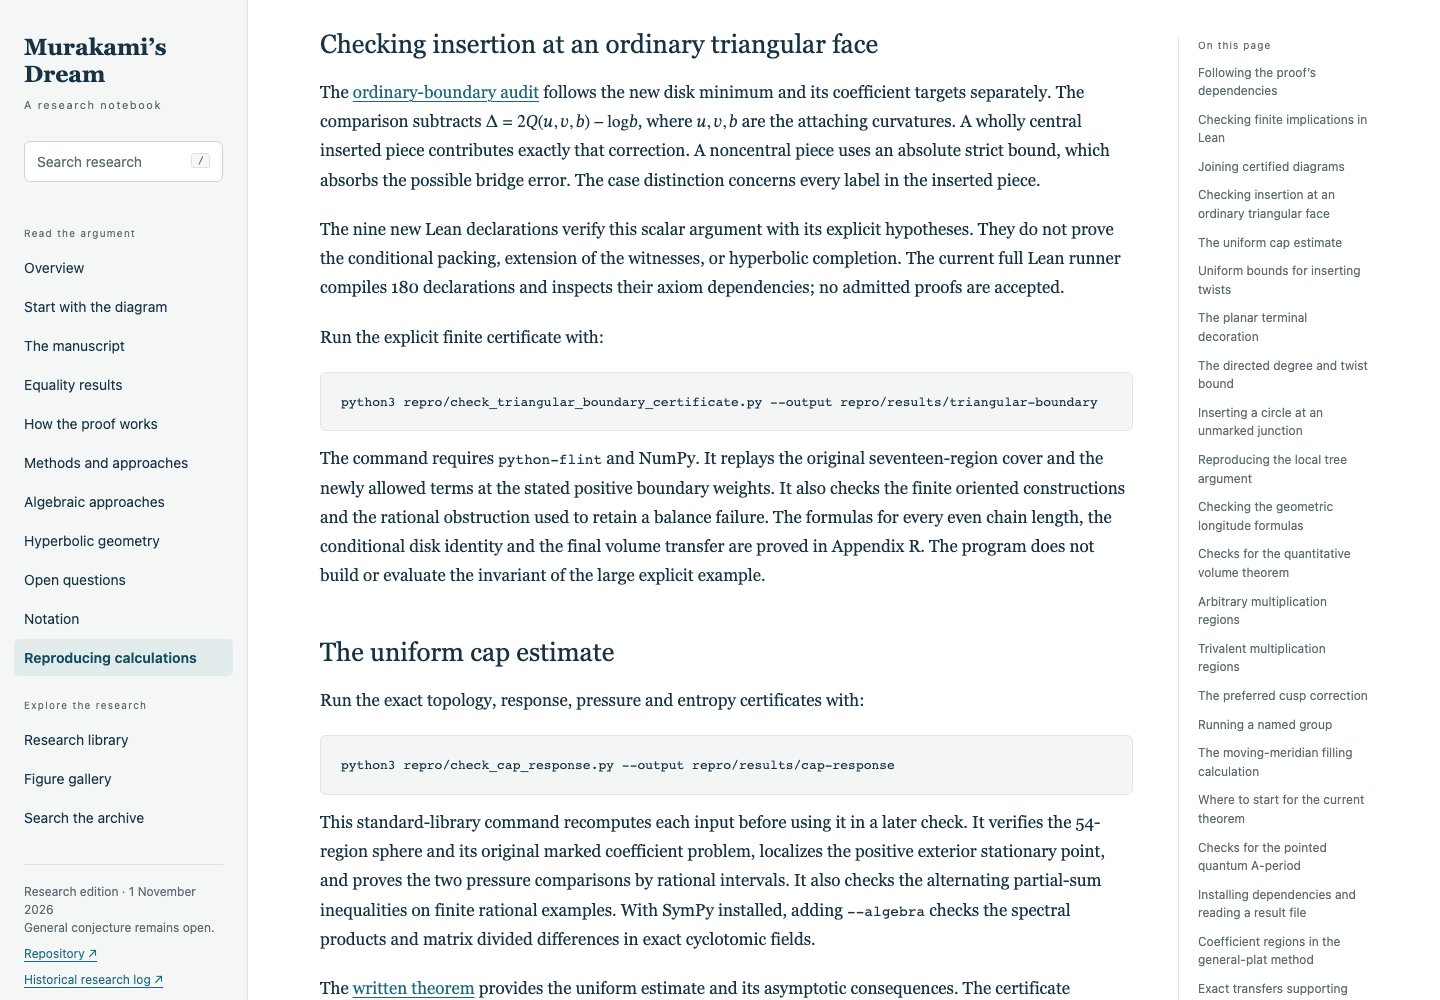 Murakami's
Dream
A research notebook
Search research /
Read the argument
Overview
Start with the diagram
The manuscript
Equality results
How the proof works
Methods and approaches
Algebraic approaches
Hyperbolic geometry
Open questions
Notation
Reproducing calculations
Explore the research
Research library
Figure gallery
Search the archive
Research edition · 1 November
2026
General conjecture remains open.
Repository ↗
Historical research log ↗
Checking insertion at an ordinary triangular face
The ordinary-boundary audit follows the new disk minimum and its coefficient targets separately. The
comparison subtracts Δ = 2Q(u, v, b) − log b, where u, v, b are the attaching curvatures. A wholly central
inserted piece contributes exactly that correction. A noncentral piece uses an absolute strict bound, which
absorbs the possible bridge error. The case distinction concerns every label in the inserted piece.
The nine new Lean declarations verify this scalar argument with its explicit hypotheses. They do not prove
the conditional packing, extension of the witnesses, or hyperbolic completion. The current full Lean runner
compiles 180 declarations and inspects their axiom dependencies; no admitted proofs are accepted.
Run the explicit finite certificate with:
python3 repro/check_triangular_boundary_certificate.py --output repro/results/triangular-boundary
The command requires python-flint and NumPy. It replays the original seventeen-region cover and the
newly allowed terms at the stated positive boundary weights. It also checks the finite oriented constructions
and the rational obstruction used to retain a balance failure. The formulas for every even chain length, the
conditional disk identity and the final volume transfer are proved in Appendix R. The program does not
build or evaluate the invariant of the large explicit example.
The uniform cap estimate
Run the exact topology, response, pressure and entropy certificates with:
python3 repro/check_cap_response.py --output repro/results/cap-response
This standard-library command recomputes each input before using it in a later check. It verifies the 54-
region sphere and its original marked coefficient problem, localizes the positive exterior stationary point,
and proves the two pressure comparisons by rational intervals. It also checks the alternating partial-sum
inequalities on finite rational examples. With SymPy installed, adding --algebra checks the spectral
products and matrix divided differences in exact cyclotomic fields.
The written theorem provides the uniform estimate and its asymptotic consequences. The certificate
On this page
Following the proof's
dependencies
Checking finite implications in
Lean
Joining certified diagrams
Checking insertion at an
ordinary triangular face
The uniform cap estimate
Uniform bounds for inserting
twists
The planar terminal
decoration
The directed degree and twist
bound
Inserting a circle at an
unmarked junction
Reproducing the local tree
argument
Checking the geometric
longitude formulas
Checks for the quantitative
volume theorem
Arbitrary multiplication
regions
Trivalent multiplication
regions
The preferred cusp correction
Running a named group
The moving-meridian filling
calculation
Where to start for the current
theorem
Checks for the pointed
quantum A-period
Installing dependencies and
reading a result file
Coefficient regions in the
general-plat method
Exact transfers supporting